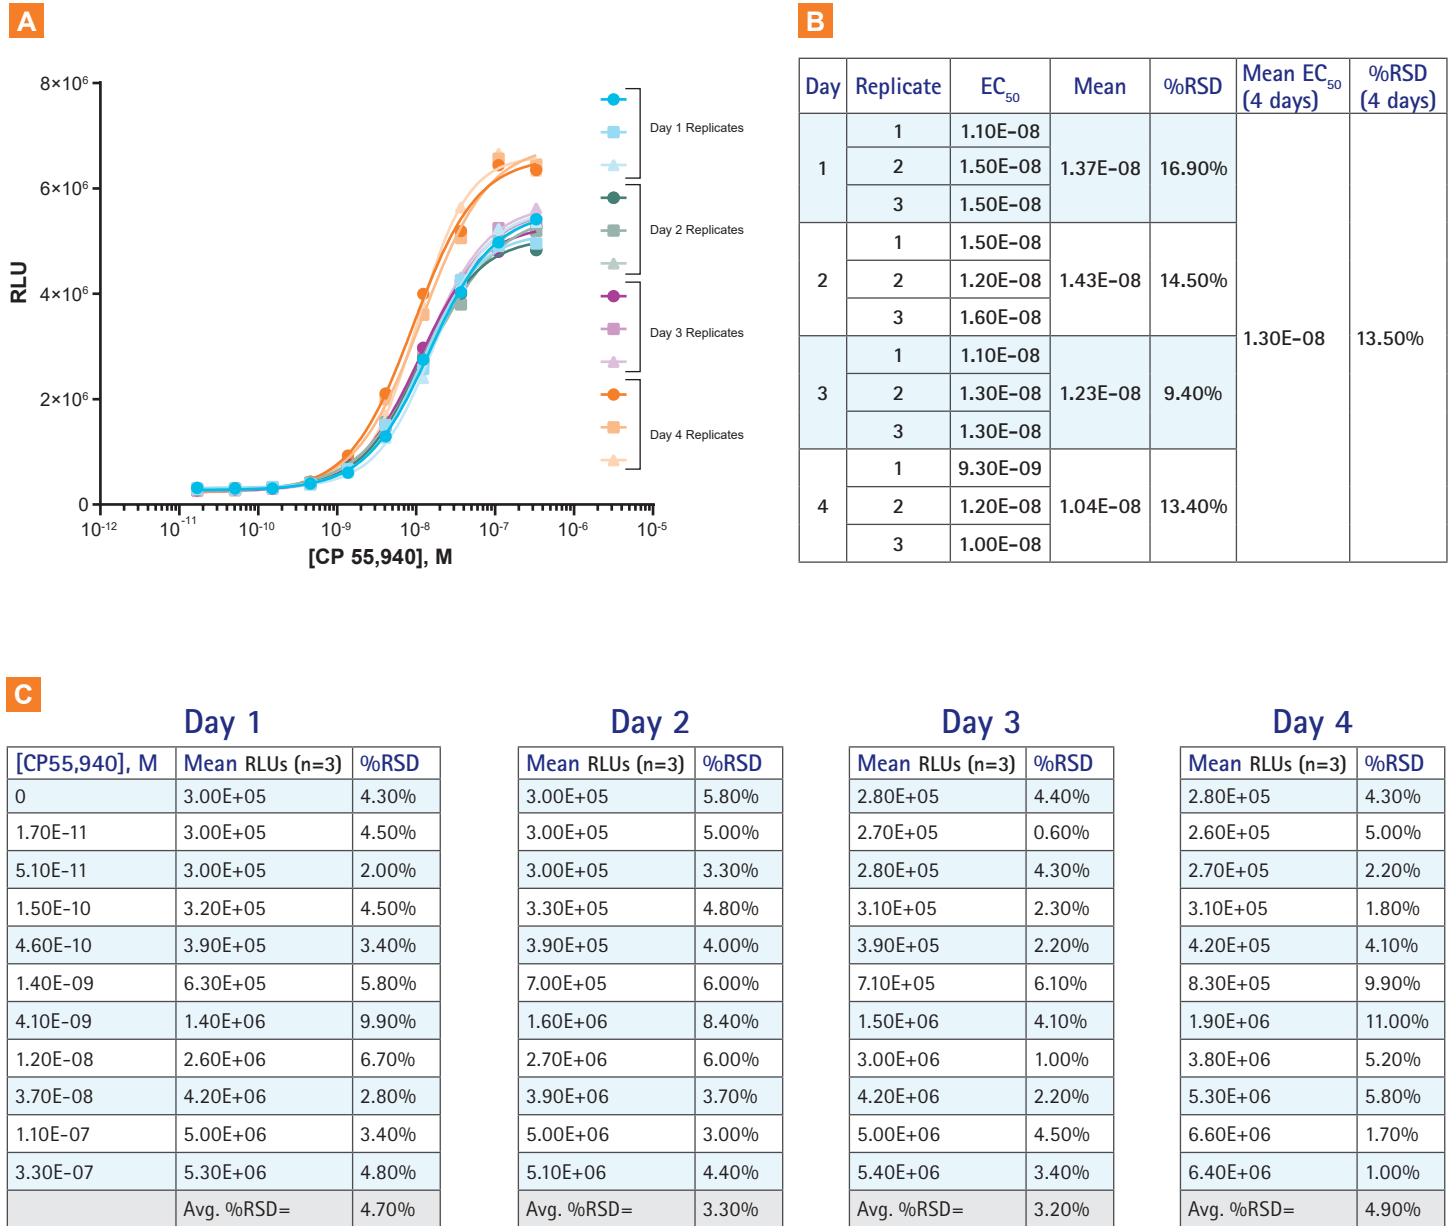 A
8×10⁶
6×10⁶
4×10⁶
2×10⁶
0
RLU
10⁻¹² 10⁻¹¹ 10⁻¹⁰ 10⁻⁹ 10⁻⁸ 10⁻⁷ 10⁻⁶ 10⁻⁵
[CP 55,940], M
Day 1 Replicates
Day 2 Replicates
Day 3 Replicates
Day 4 Replicates
B
Day Replicate EC₅₀ Mean %RSD Mean EC₅₀ (4 days) %RSD (4 days)
1 1 1.10E-08 1.37E-08 16.90% 1.30E-08 13.50%
2 1.50E-08
3 1.50E-08
2 1 1.50E-08 1.43E-08 14.50%
2 1.20E-08
3 1.60E-08
3 1 1.10E-08 1.23E-08 9.40%
2 1.30E-08
3 1.30E-08
4 1 9.30E-09 1.04E-08 13.40%
2 1.20E-08
3 1.00E-08
C
Day 1
[CP55,940], M Mean RLUs (n=3) %RSD
0 3.00E+05 4.30%
1.70E-11 3.00E+05 4.50%
5.10E-11 3.00E+05 2.00%
1.50E-10 3.20E+05 4.50%
4.60E-10 3.90E+05 3.40%
1.40E-09 6.30E+05 5.80%
4.10E-09 1.40E+06 9.90%
1.20E-08 2.60E+06 6.70%
3.70E-08 4.20E+06 2.80%
1.10E-07 5.00E+06 3.40%
3.30E-07 5.30E+06 4.80%
Avg. %RSD= 4.70%
Day 2
Mean RLUs (n=3) %RSD
3.00E+05 5.80%
3.00E+05 5.00%
3.00E+05 3.30%
3.30E+05 4.80%
3.90E+05 4.00%
7.00E+05 6.00%
1.60E+06 8.40%
2.70E+06 6.00%
3.90E+06 3.70%
5.00E+06 3.00%
5.10E+06 4.40%
Avg. %RSD= 3.30%
Day 3
Mean RLUs (n=3) %RSD
2.80E+05 4.40%
2.70E+05 0.60%
2.80E+05 4.30%
3.10E+05 2.30%
3.90E+05 2.20%
7.10E+05 6.10%
1.50E+06 4.10%
3.00E+06 1.00%
4.20E+06 2.20%
5.00E+06 4.50%
5.40E+06 3.40%
Avg. %RSD= 3.20%
Day 4
Mean RLUs (n=3) %RSD
2.80E+05 4.30%
2.60E+05 5.00%
2.70E+05 2.20%
3.10E+05 1.80%
4.20E+05 4.10%
8.30E+05 9.90%
1.90E+06 11.00%
3.80E+06 5.20%
5.30E+06 5.80%
6.60E+06 1.70%
6.40E+06 1.00%
Avg. %RSD= 4.90%